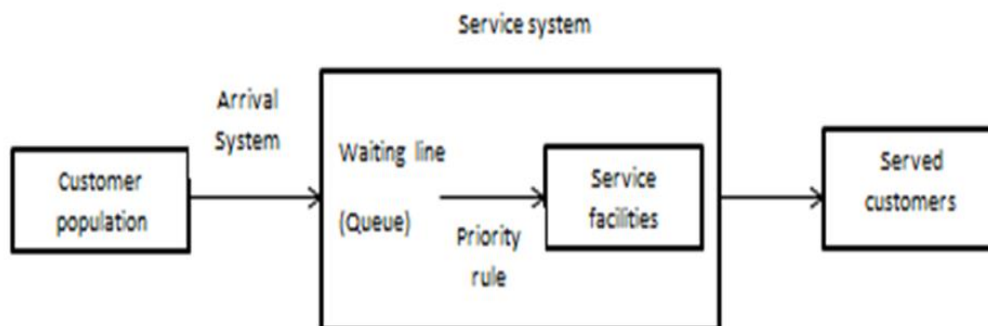 Service system
Arrival
System
Customer
population
Waiting line
(Queue)
Priority
rule
Service
facilities
Served
customers